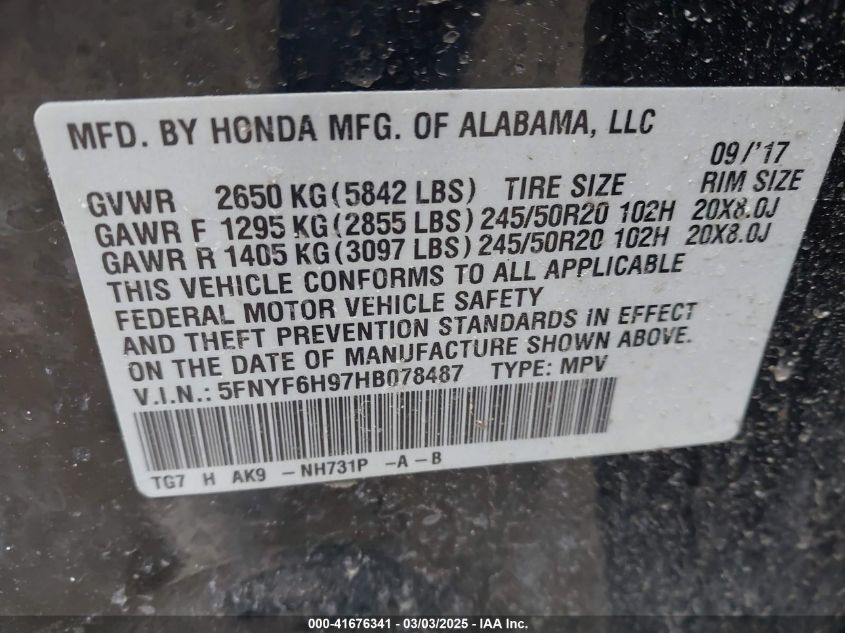 MFD. BY HONDA MFG. OF ALABAMA, LLC
09/'17
GVWR 2650 KG(5842 LBS) TIRE SIZE RIM SIZE
GAWR F 1295 KG(2855 LBS) 245/50R20 102H 20X8.0J
GAWR R 1405 KG(3097 LBS) 245/50R20 102H 20X8.0J
THIS VEHICLE CONFORMS TO ALL APPLICABLE
FEDERAL MOTOR VEHICLE SAFETY
AND THEFT PREVENTION STANDARDS IN EFFECT
ON THE DATE OF MANUFACTURE SHOWN ABOVE.
V.I.N.: 5FNYF6H97HB078487 TYPE: MPV
TG7 H AK9 -NH731P -A-B
000-41676341 - 03/03/2025 - IAA, Inc.